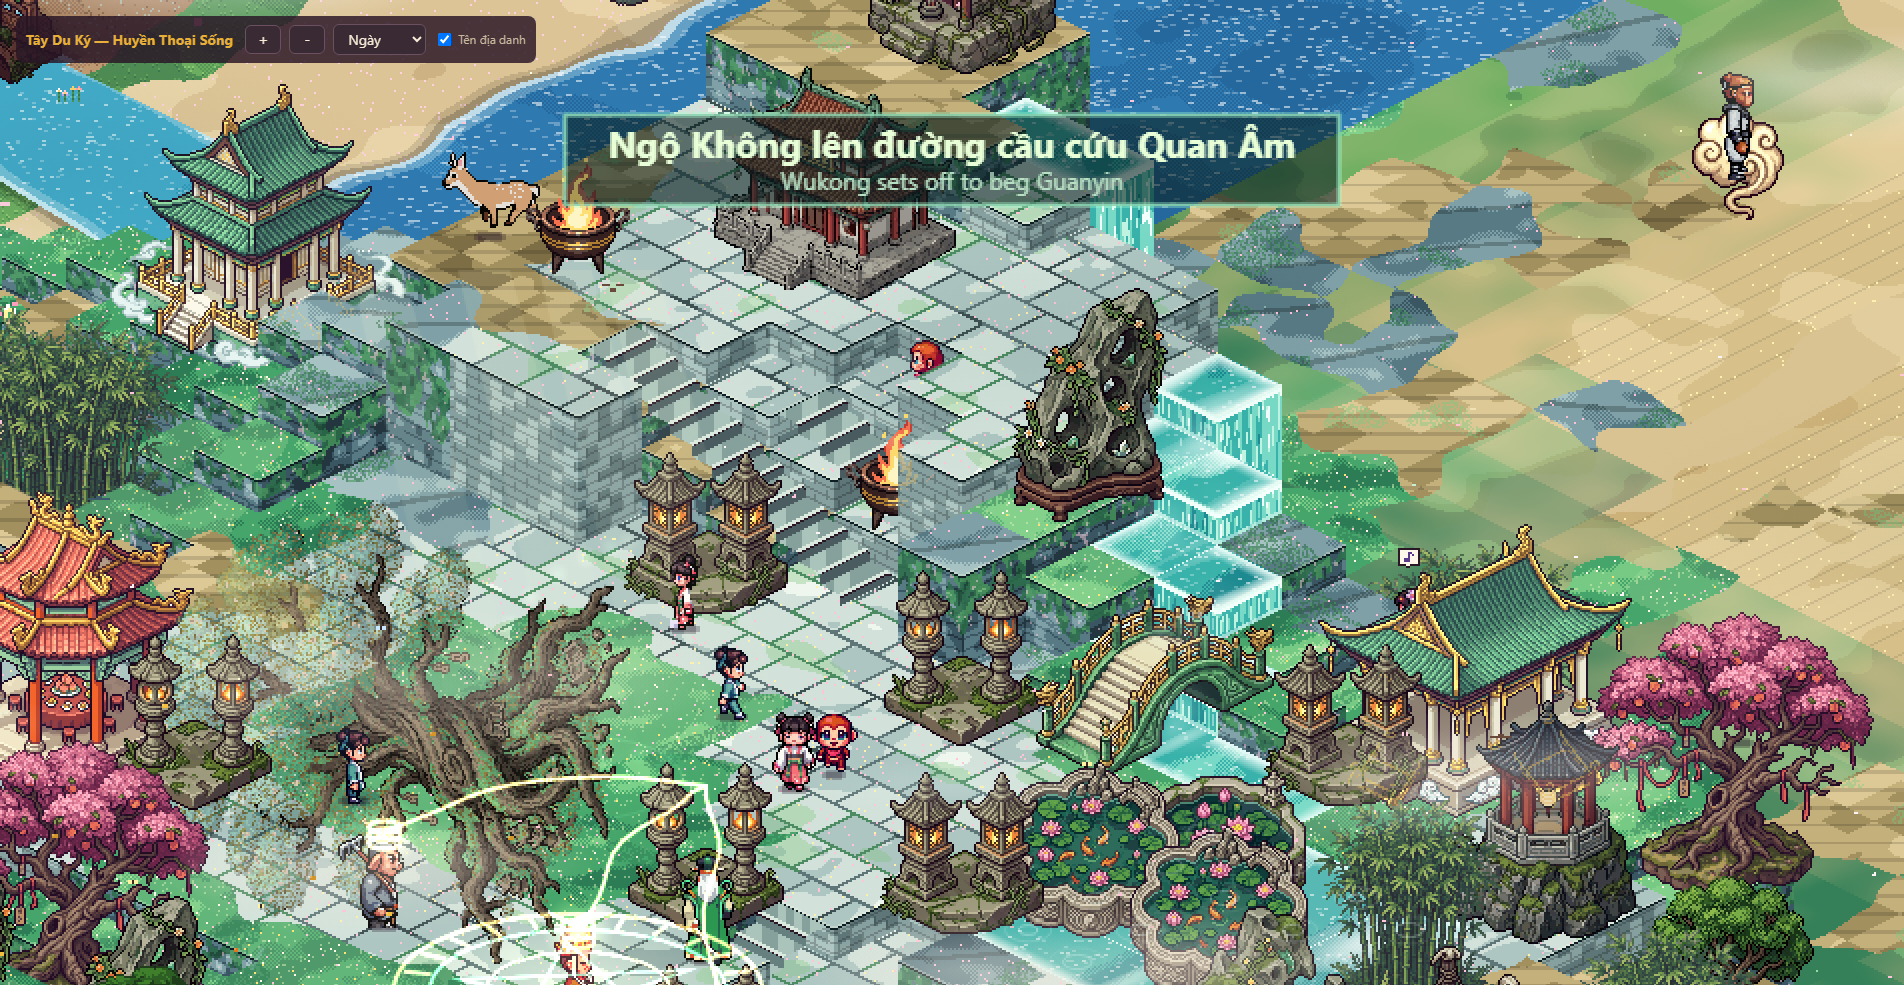 Tây Du Ký — Huyền Thoại Sống + - Ngày Tên địa danh
Ngộ Không lên đường cầu cứu Quan Âm
Wukong sets off to beg Guanyin